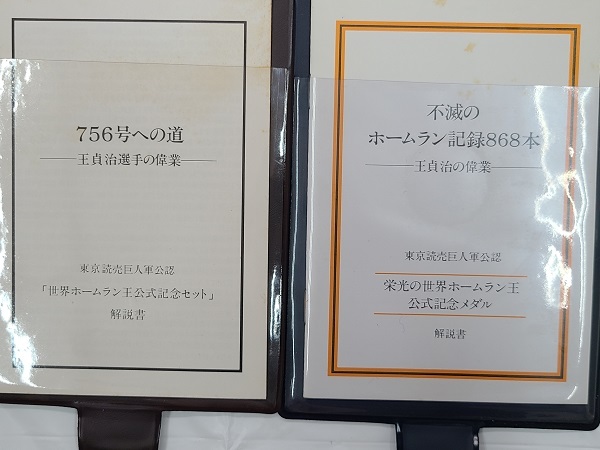 756号への道
王貞治選手の偉業
東京読売巨人軍公認
「世界ホームラン王公式記念セット」
解説書
不滅の
ホームラン記録868本
王貞治の偉業
東京読売巨人軍公認
栄光の世界ホームラン王
公式記念メダル
解説書